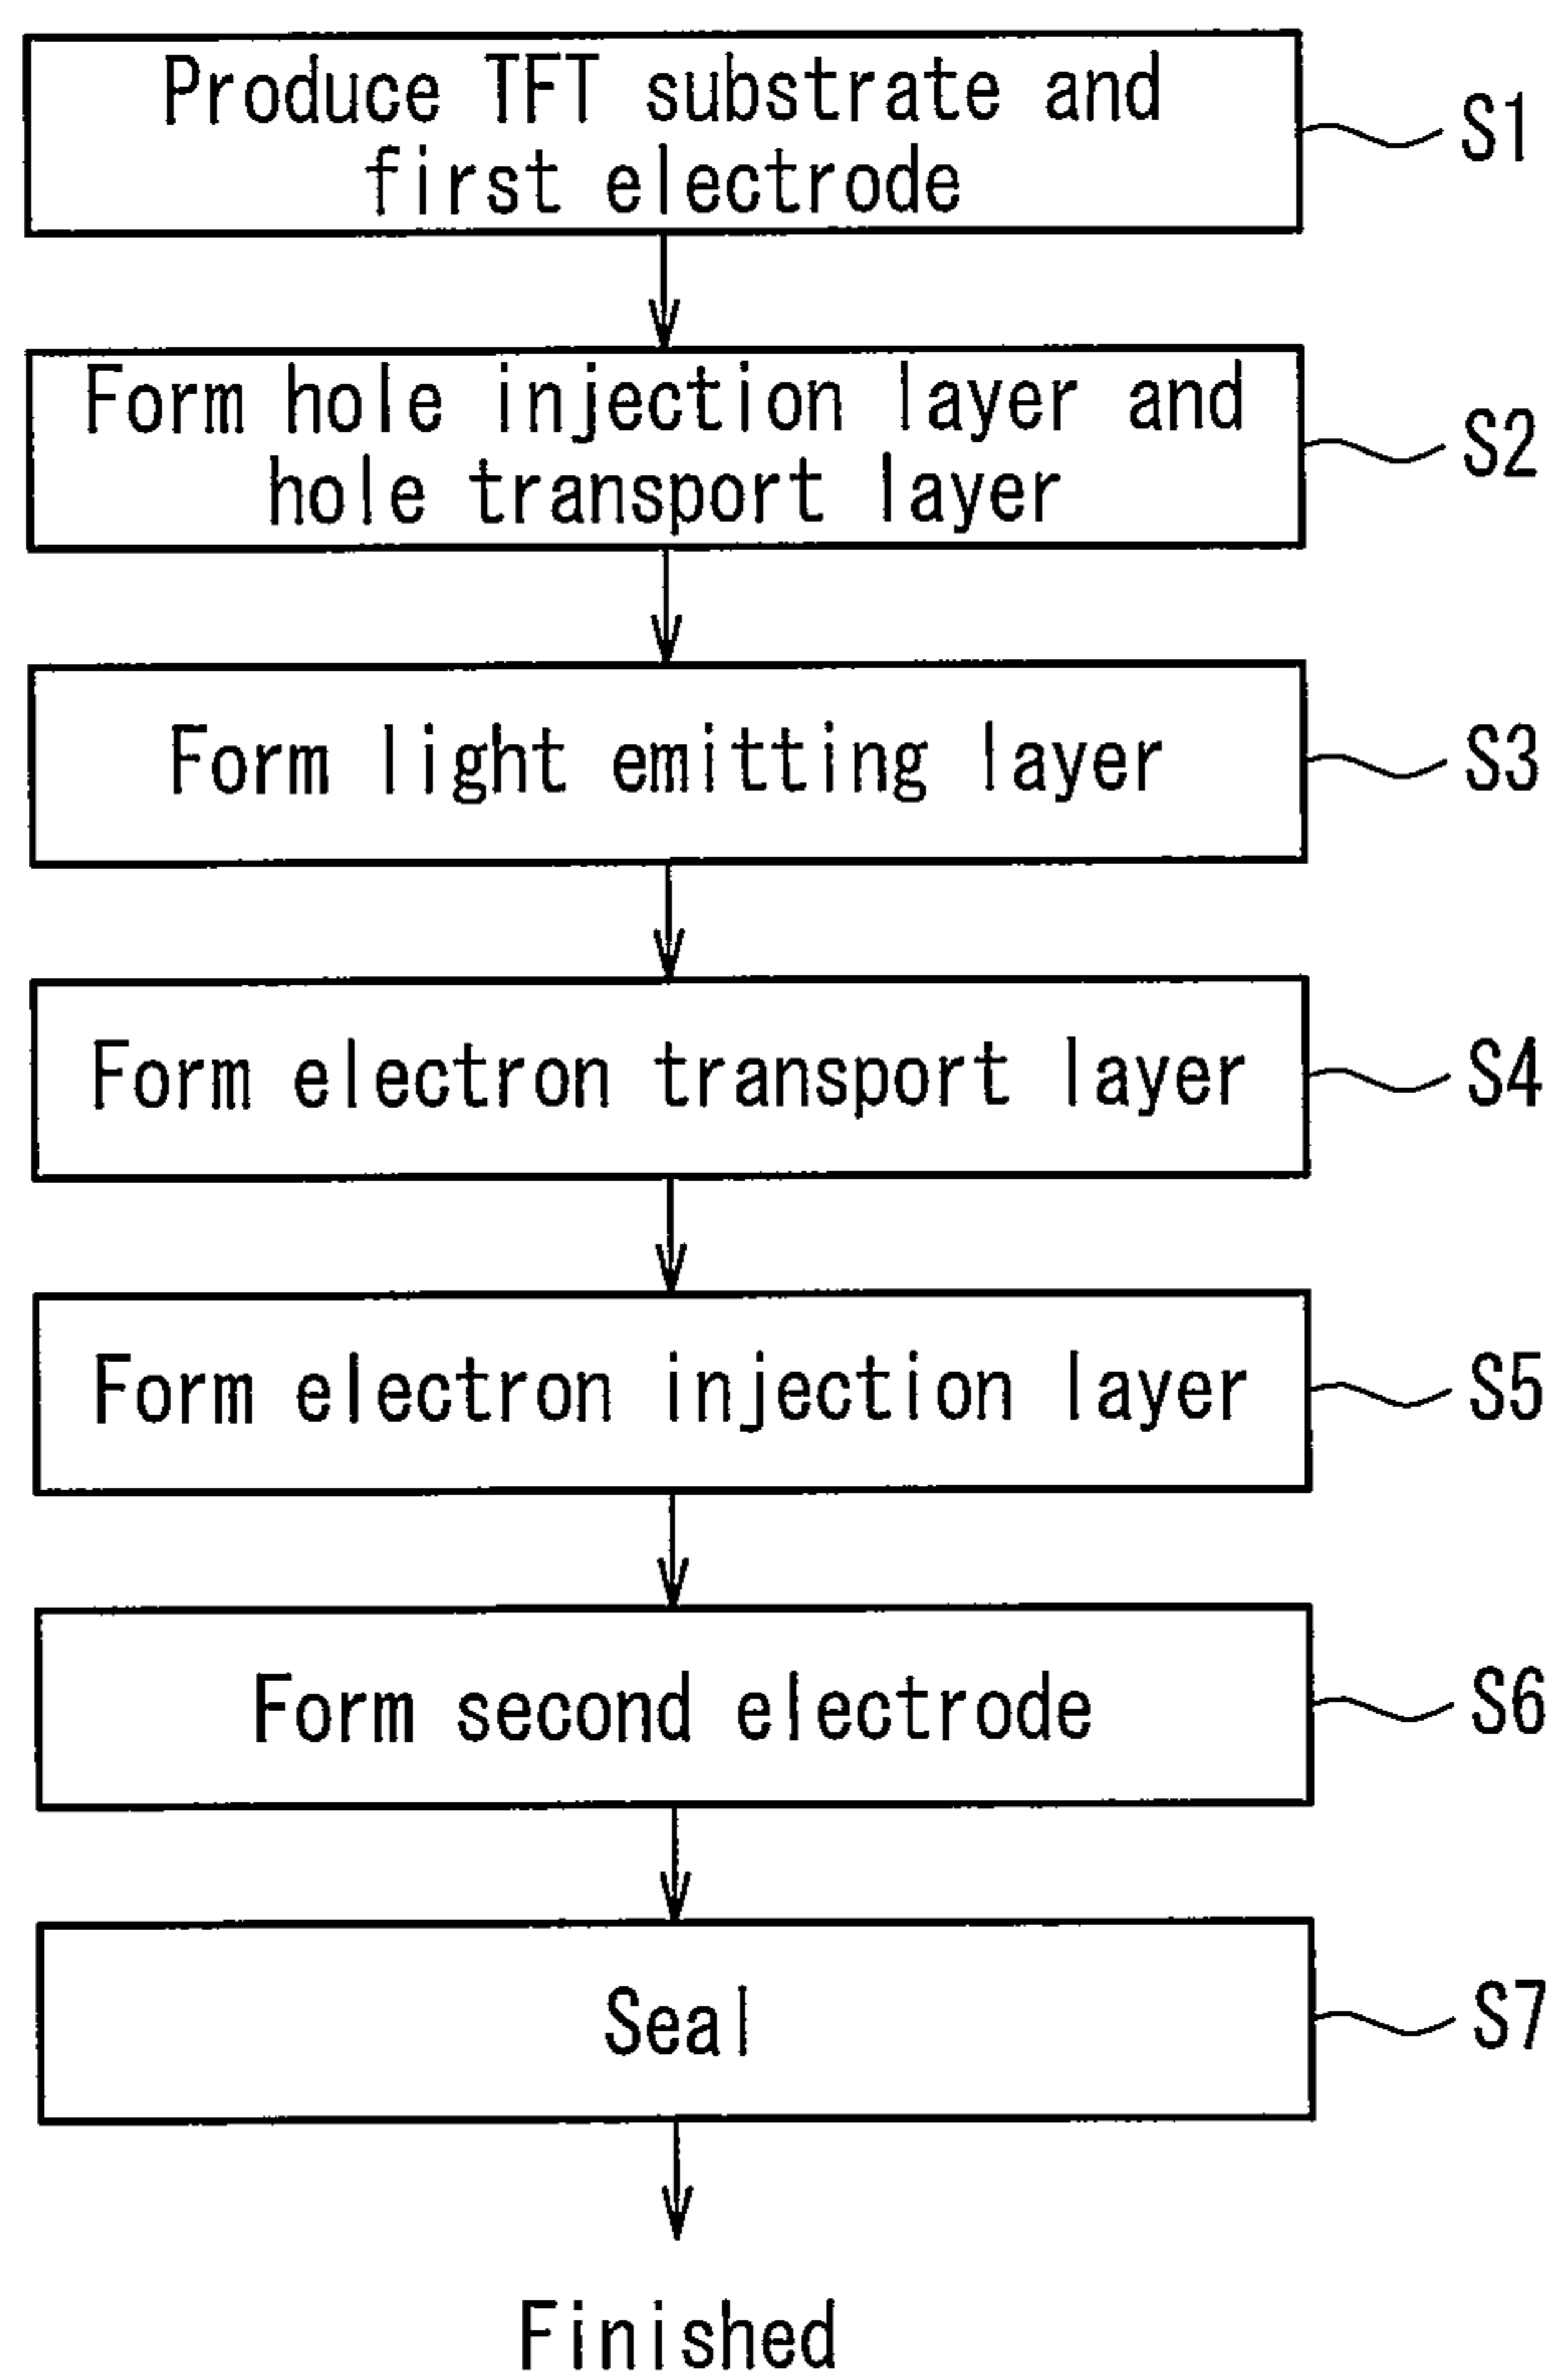 Produce TFT substrate and
first electrode
S1
Form hole injection layer and
hole transport layer
S2
Form light emitting layer
S3
Form electron transport layer
S4
Form electron injection layer
S5
Form second electrode
S6
Seal
S7
Finished